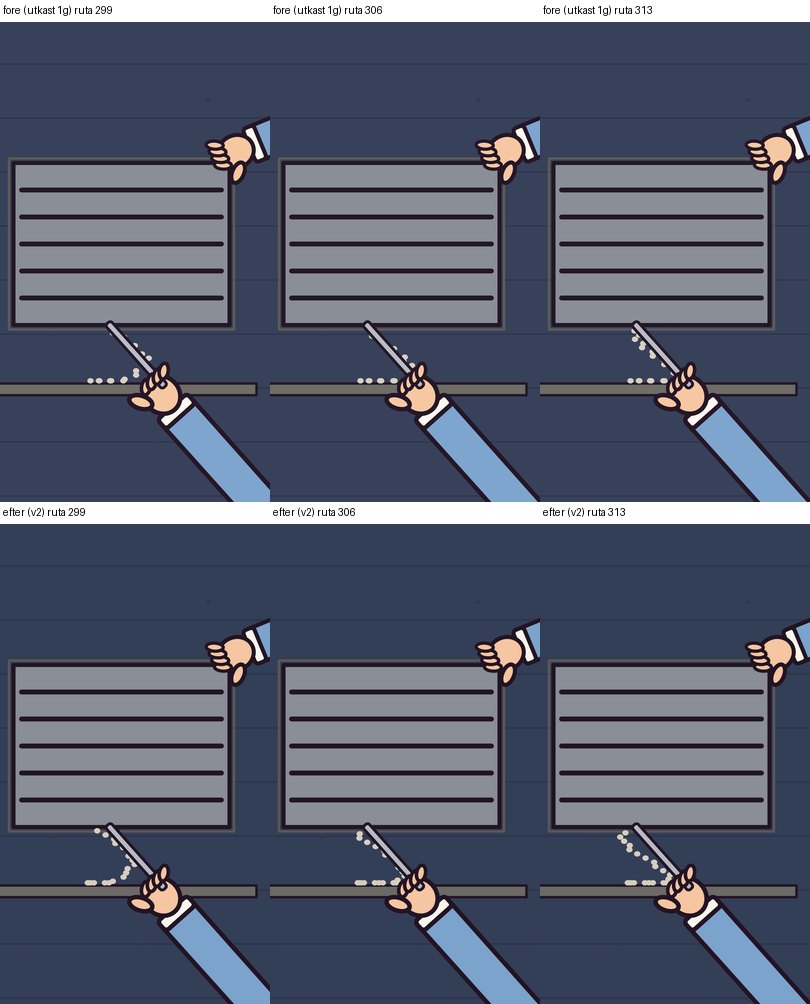 fore (utkast 1g) ruta 299
fore (utkast 1g) ruta 306
fore (utkast 1g) ruta 313
efter (v2) ruta 299
efter (v2) ruta 306
efter (v2) ruta 313